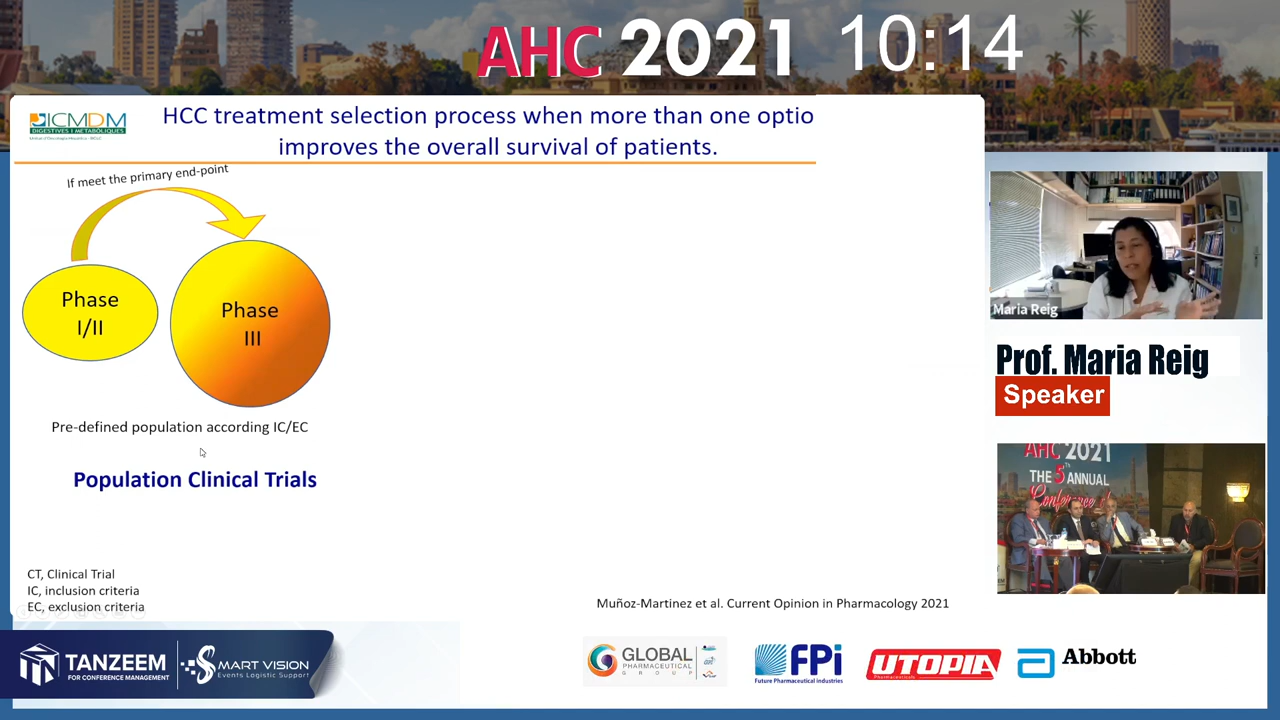 AHC 2021 10:14
ICMDM
DIGESTIVES I METABÒLIQUES
HCC treatment selection process when more than one optio
improves the overall survival of patients.
If meet the primary end-point
Phase
I/II
Phase
III
Pre-defined population according IC/EC
Population Clinical Trials
CT, Clinical Trial
IC, inclusion criteria
EC, exclusion criteria
Muñoz-Martinez et al. Current Opinion in Pharmacology 2021
Maria Reig
Prof. Maria Reig
Speaker
AHC 2021
THE 5TH ANNUAL
Conference of
TANZEEM
FOR CONFERENCE MANAGEMENT
SMART VISION
Events Logistic Support
GLOBAL
PHARMACEUTICAL
GROUP
FPi
Future Pharmaceutical industries
UTOPIA
Pharmaceuticals
Abbott